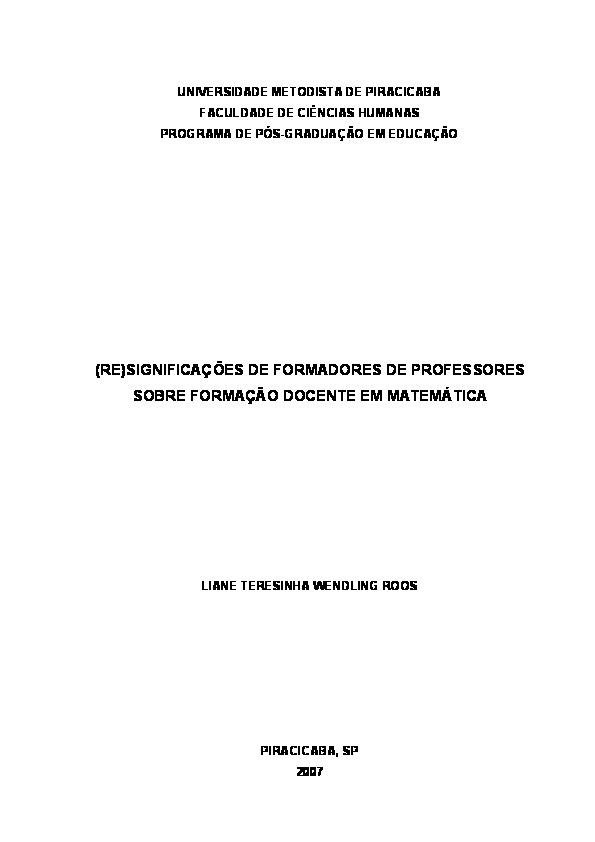 UNIVERSIDADE METODISTA DE PIRACICABA
FACULDADE DE CIÊNCIAS HUMANAS
PROGRAMA DE PÓS-GRADUAÇÃO EM EDUCAÇÃO
(RE)SIGNIFICAÇÕES DE FORMADORES DE PROFESSORES
SOBRE FORMAÇÃO DOCENTE EM MATEMÁTICA
LIANE TERESINHA WENDLING ROOS
PIRACICABA, SP
2007